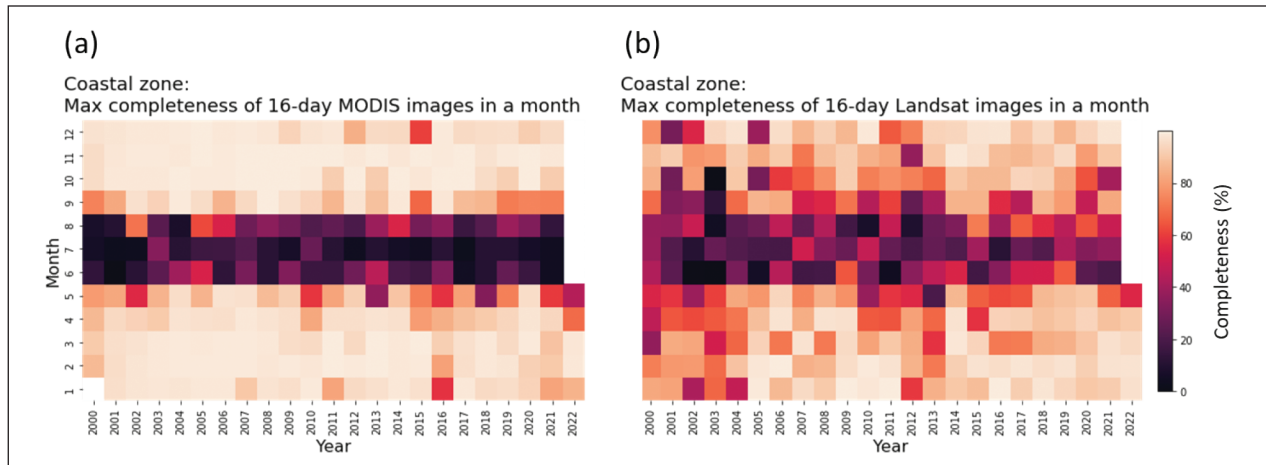 (a)
Coastal zone:
Max completeness of 16-day MODIS images in a month
12
11
10
9
8
7
6
5
4
3
2
1
Month
2000 2001 2002 2003 2004 2005 2006 2007 2008 2009 2010 2011 2012 2013 2014 2015 2016 2017 2018 2019 2020 2021 2022
Year
(b)
Coastal zone:
Max completeness of 16-day Landsat images in a month
2000 2001 2002 2003 2004 2005 2006 2007 2008 2009 2010 2011 2012 2013 2014 2015 2016 2017 2018 2019 2020 2021 2022
Year
80
60
40
20
0
Completeness (%)